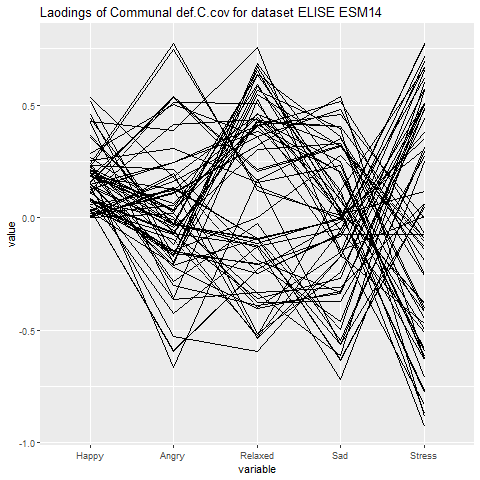 Laodings of Communal def.C.cov for dataset ELISE ESM14
value
0.5
0.0
-0.5
-1.0
Happy Angry Relaxed Sad Stress
variable